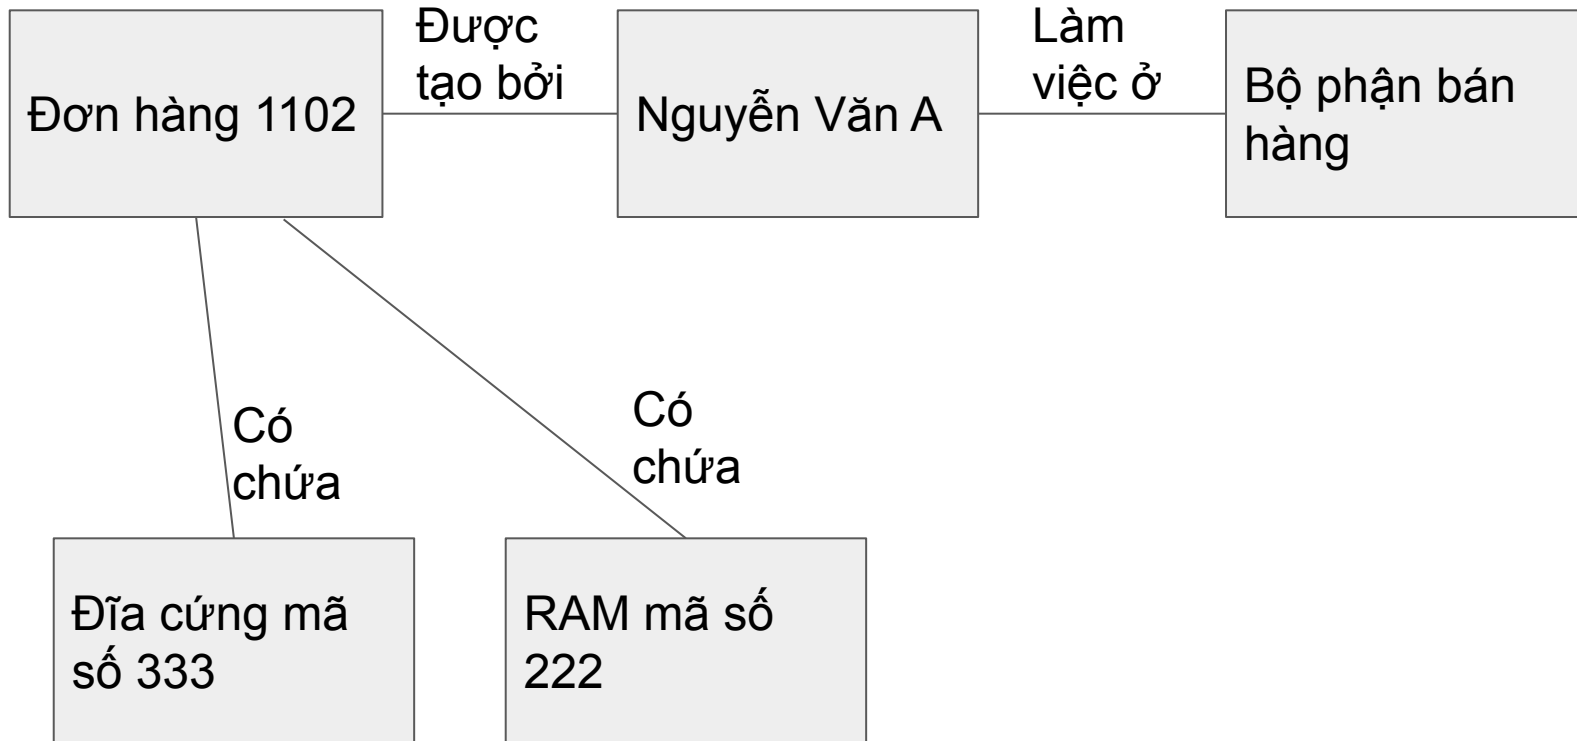 Được
tạo bởi
Làm
việc ở
Đơn hàng 1102
Nguyễn Văn A
Bộ phận bán
hàng
Có
chứa
Có
chứa
Đĩa cứng mã
số 333
RAM mã số
222